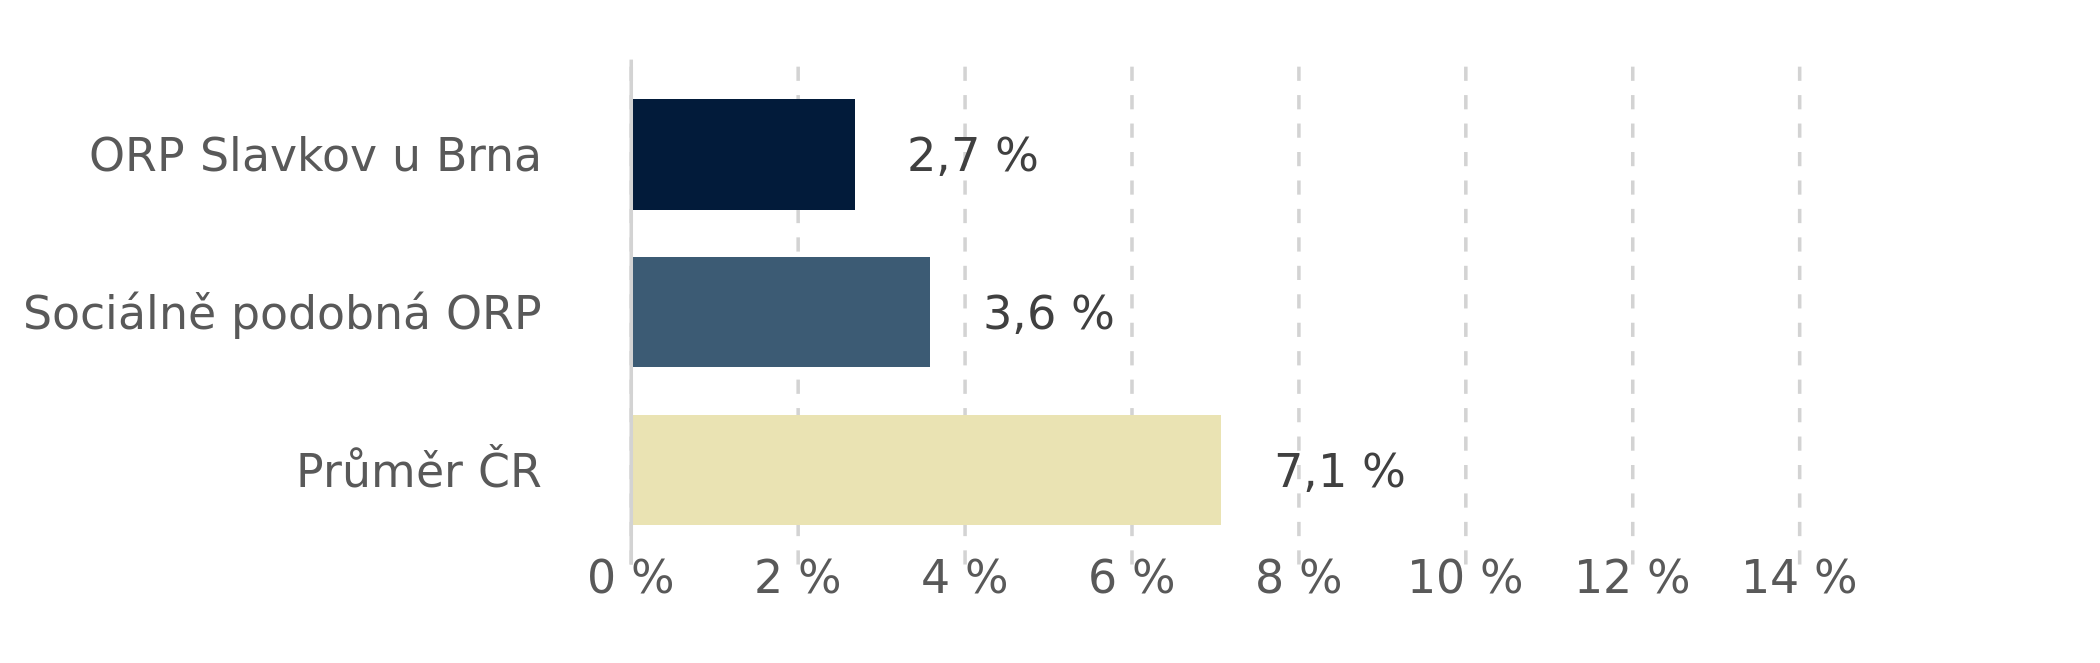 ORP Slavkov u Brna 2,7 %
Sociálně podobná ORP 3,6 %
Průměr ČR 7,1 %
0 % 2 % 4 % 6 % 8 % 10 % 12 % 14 %